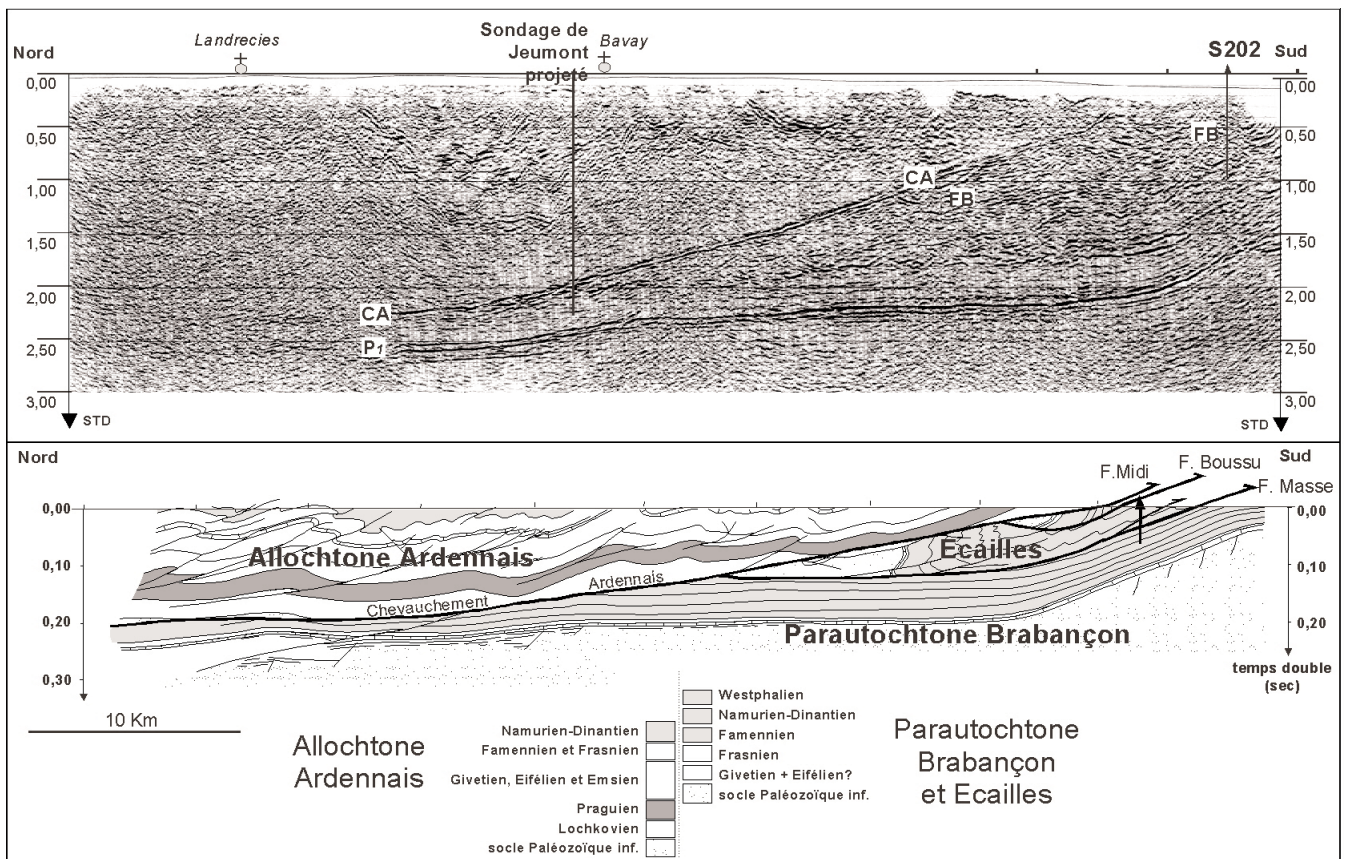 Nord
Landrecies
Sondage de
Jeumont
projeté
Bavay
S202
Sud
0,00
0,50
1,00
1,50
2,00
2,50
3,00
STD
0,00
0,50
1,00
1,50
2,00
2,50
3,00
STD
CA
FB
FB
CA
P1
Nord
Sud
F.Midi
F. Boussu
F. Masse
0,00
0,10
0,20
0,30
0,00
0,10
0,20
temps double
(sec)
Allochtone Ardennais
Ecailles
Chevauchement
Ardennais
Parautochtone Brabançon
10 Km
Allochtone
Ardennais
Namurien-Dinantien
Famennien et Frasnien
Givetien, Eifélien et Emsien
Praguien
Lochkovien
socle Paléozoïque inf.
Westphalien
Namurien-Dinantien
Famennien
Frasnien
Givetien + Eifélien?
socle Paléozoïque inf.
Parautochtone
Brabançon
et Ecailles